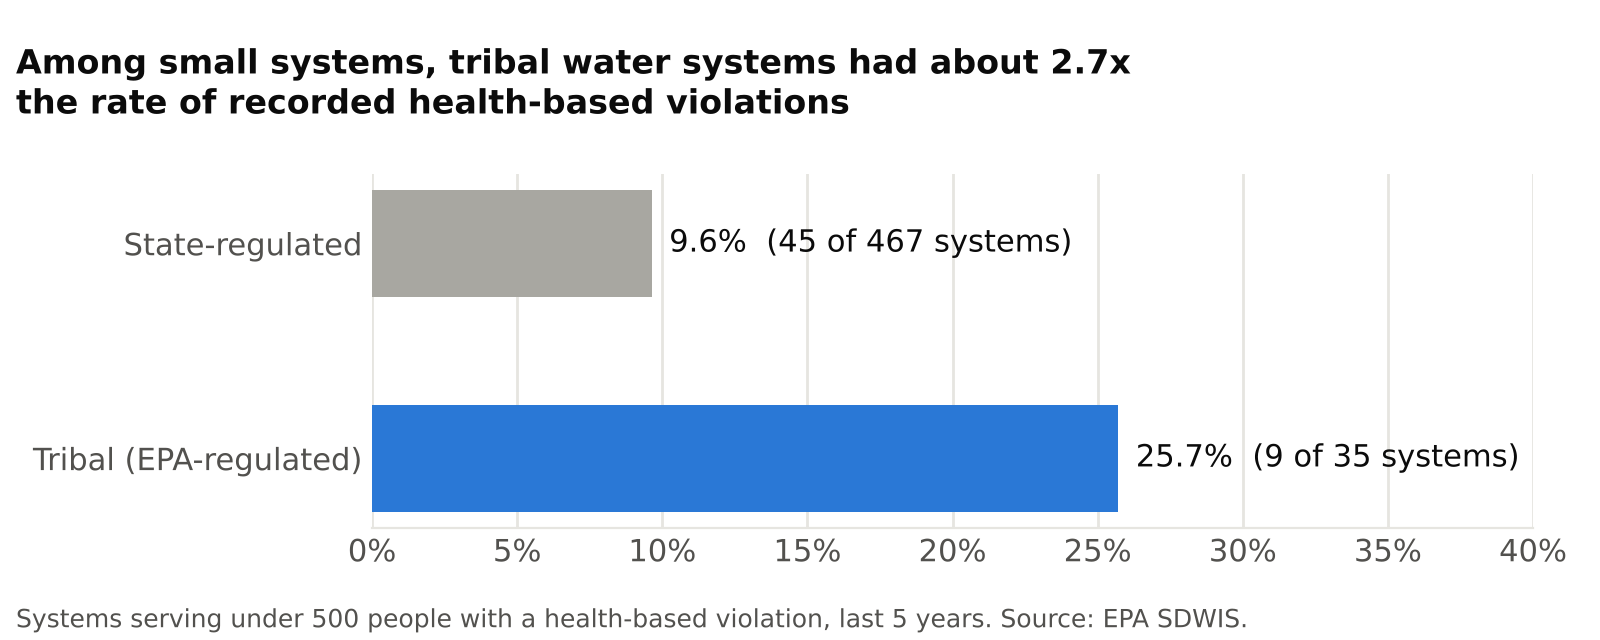 Among small systems, tribal water systems had about 2.7x
the rate of recorded health-based violations
State-regulated
9.6%  (45 of 467 systems)
Tribal (EPA-regulated)
25.7%  (9 of 35 systems)
0% 5% 10% 15% 20% 25% 30% 35% 40%
Systems serving under 500 people with a health-based violation, last 5 years. Source: EPA SDWIS.